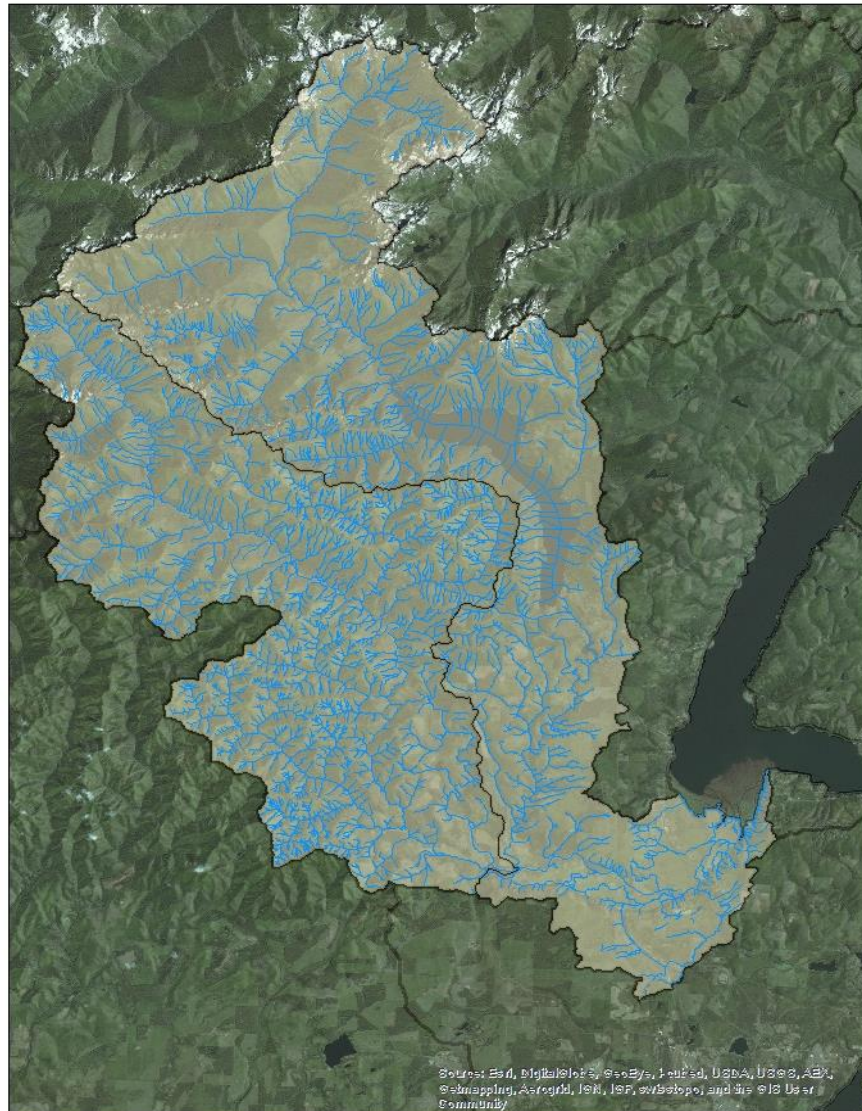 Source: Esri, DigitalGlobe, GeoEye, i-cubed, USDA, USGS, AEX,
Getmapping, Aerogrid, IGN, IGP, swisstopo, and the GIS User
Community